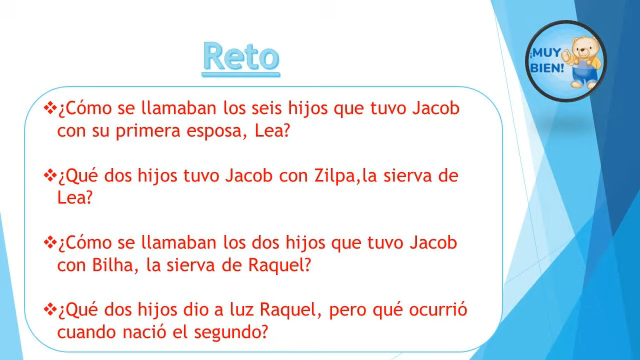 Reto
¡MUY
BIEN!
❖¿Cómo se llamaban los seis hijos que tuvo Jacob
con su primera esposa, Lea?
❖¿Qué dos hijos tuvo Jacob con Zilpa,la sierva de
Lea?
❖¿Cómo se llamaban los dos hijos que tuvo Jacob
con Bilha, la sierva de Raquel?
❖¿Qué dos hijos dio a luz Raquel, pero qué ocurrió
cuando nació el segundo?